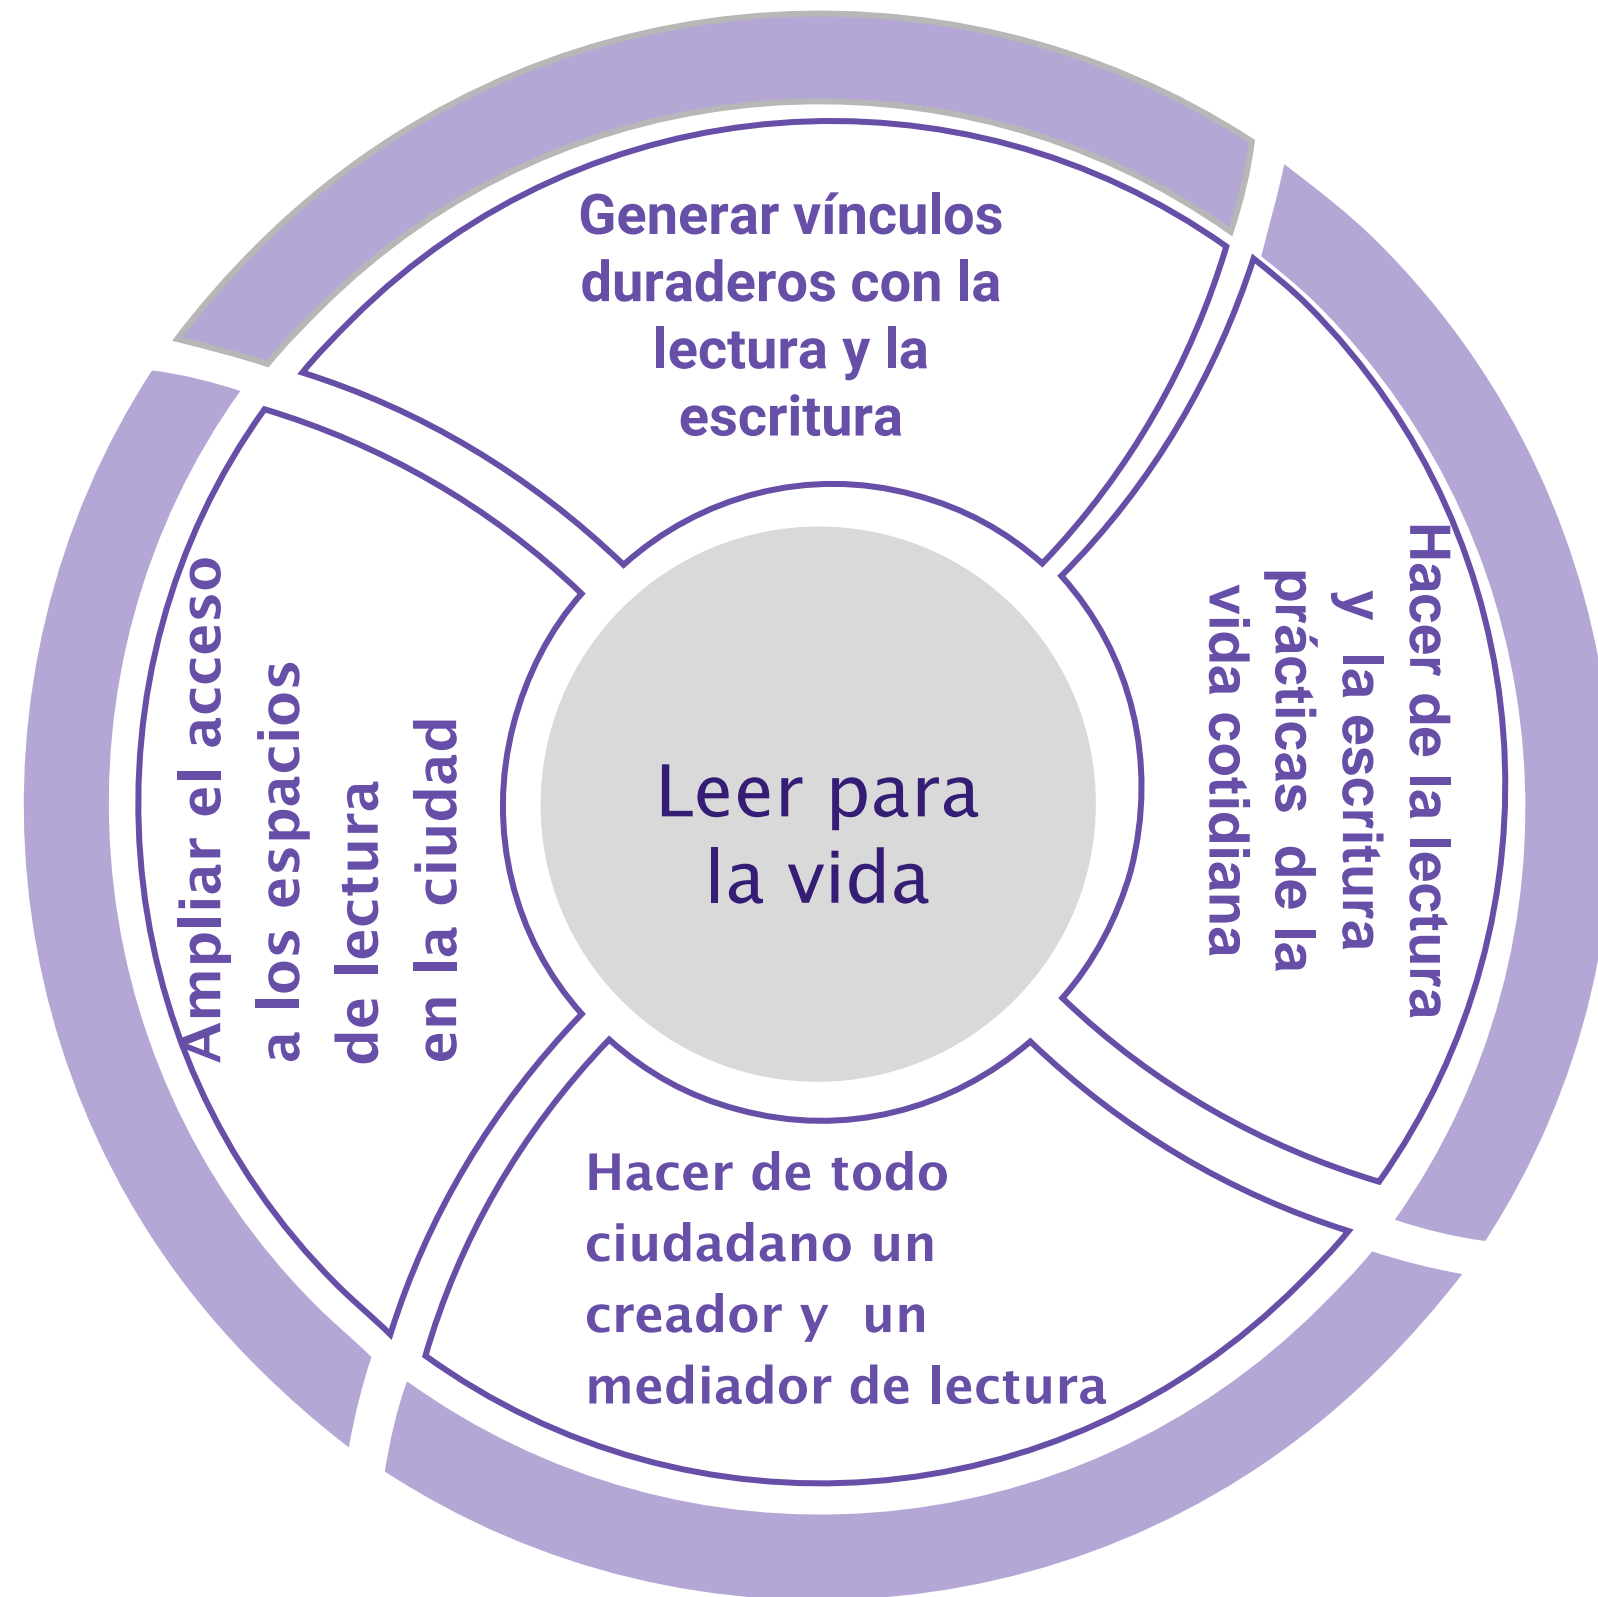 Generar vínculos
duraderos con la
lectura y la
escritura
Hacer de la lectura
y la escritura
prácticas de la
vida cotidiana
Leer para
la vida
Ampliar el acceso
a los espacios
de lectura
en la ciudad
Hacer de todo
ciudadano un
creador y un
mediador de lectura